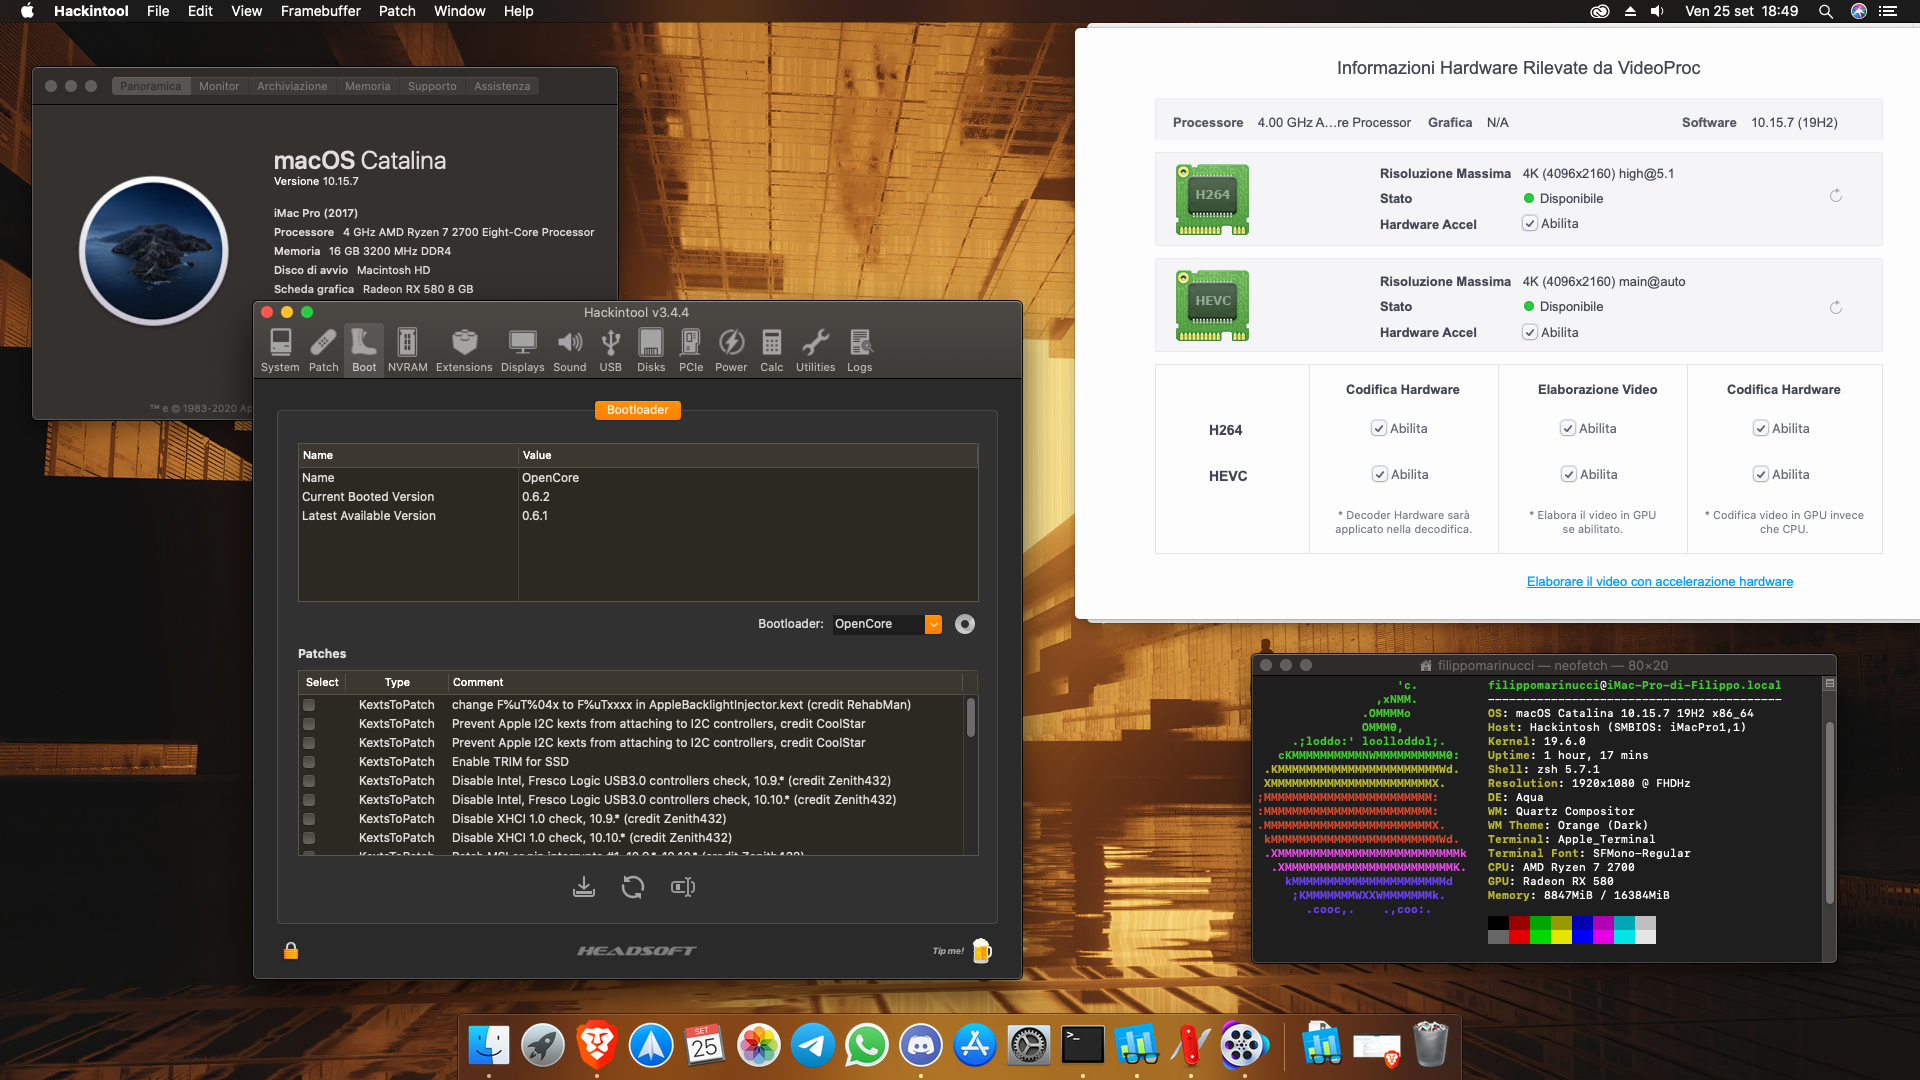 Hackintool File Edit View Framebuffer Patch Window Help
Ven 25 set 18:49
Panoramica Monitor Archiviazione Memoria Supporto Assistenza
macOS Catalina
Versione 10.15.7
iMac Pro (2017)
Processore 4 GHz AMD Ryzen 7 2700 Eight-Core Processor
Memoria 16 GB 3200 MHz DDR4
Disco di avvio Macintosh HD
Scheda grafica Radeon RX 580 8 GB
™ e © 1983-2020 Ap
Hackintool v3.4.4
System Patch Boot NVRAM Extensions Displays Sound USB Disks PCIe Power Calc Utilities Logs
Bootloader
Name Value
Name OpenCore
Current Booted Version 0.6.2
Latest Available Version 0.6.1
Bootloader: OpenCore
Patches
Select Type Comment
KextsToPatch change F%uT%04x to F%uTxxxx in AppleBacklightInjector.kext (credit RehabMan)
KextsToPatch Prevent Apple I2C kexts from attaching to I2C controllers, credit CoolStar
KextsToPatch Prevent Apple I2C kexts from attaching to I2C controllers, credit CoolStar
KextsToPatch Enable TRIM for SSD
KextsToPatch Disable Intel, Fresco Logic USB3.0 controllers check, 10.9.* (credit Zenith432)
KextsToPatch Disable Intel, Fresco Logic USB3.0 controllers check, 10.10.* (credit Zenith432)
KextsToPatch Disable XHCI 1.0 check, 10.9.* (credit Zenith432)
KextsToPatch Disable XHCI 1.0 check, 10.10.* (credit Zenith432)
HEADSOFT
Tip me!
Informazioni Hardware Rilevate da VideoProc
Processore 4.00 GHz A...re Processor Grafica N/A Software 10.15.7 (19H2)
H264
Risoluzione Massima 4K (4096x2160) high@5.1
Stato Disponibile
Hardware Accel Abilita
HEVC
Risoluzione Massima 4K (4096x2160) main@auto
Stato Disponibile
Hardware Accel Abilita
Codifica Hardware Elaborazione Video Codifica Hardware
H264 Abilita Abilita Abilita
HEVC Abilita Abilita Abilita
* Decoder Hardware sarà applicato nella decodifica.
* Elabora il video in GPU se abilitato.
* Codifica video in GPU invece che CPU.
Elaborare il video con accelerazione hardware
filippomarinucci — neofetch — 80×20
filippomarinucci@iMac-Pro-di-Filippo.local
OS: macOS Catalina 10.15.7 19H2 x86_64
Host: Hackintosh (SMBIOS: iMacPro1,1)
Kernel: 19.6.0
Uptime: 1 hour, 17 mins
Shell: zsh 5.7.1
Resolution: 1920x1080 @ FHDHz
DE: Aqua
WM: Quartz Compositor
WM Theme: Orange (Dark)
Terminal: Apple_Terminal
Terminal Font: SFMono-Regular
CPU: AMD Ryzen 7 2700
GPU: Radeon RX 580
Memory: 8847MiB / 16384MiB
SET
25